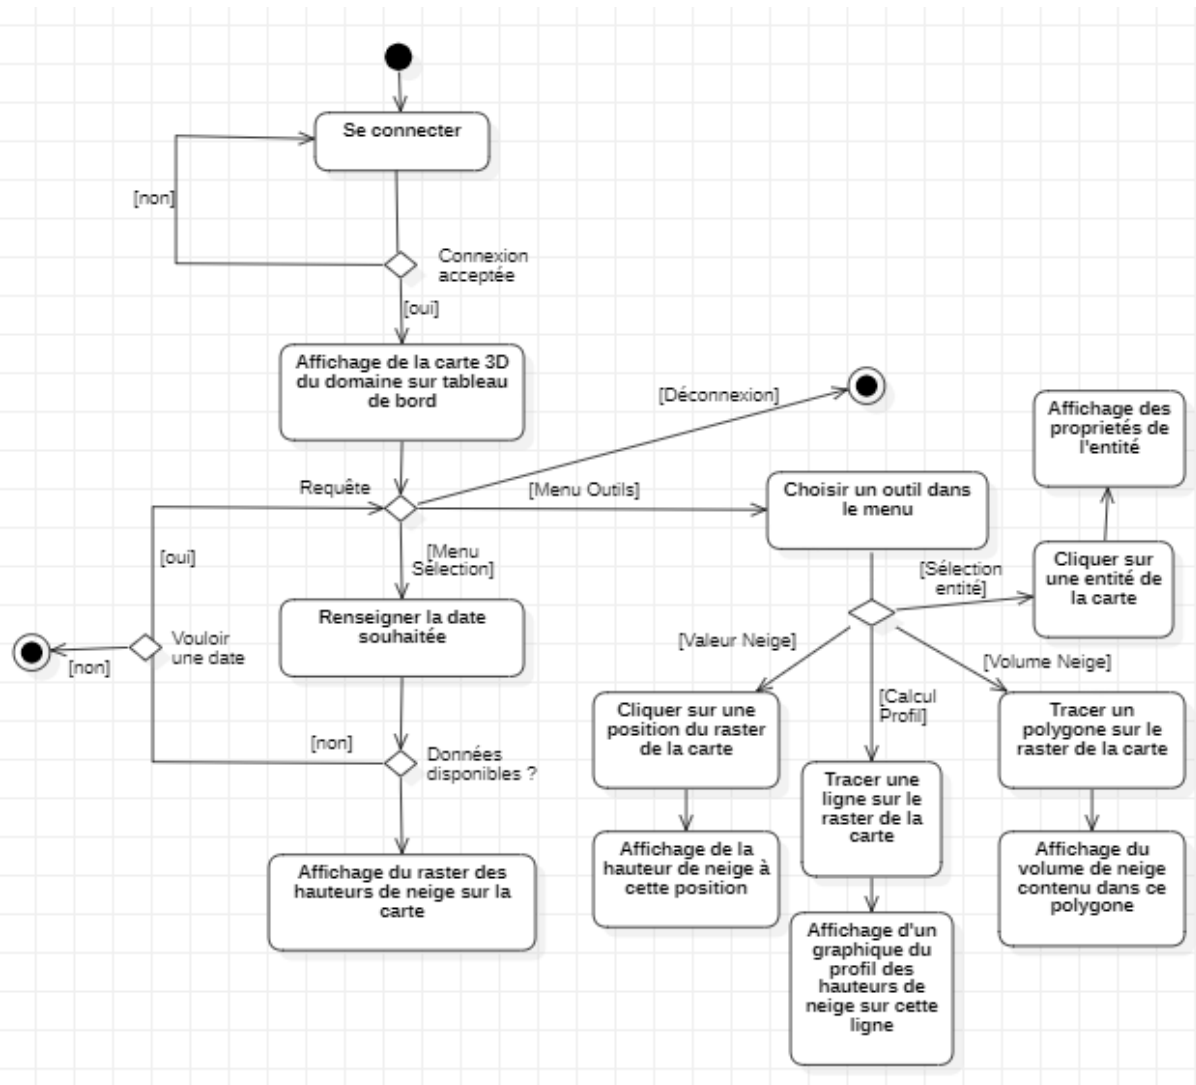 Se connecter
[non]
Connexion
acceptée
[oui]
Affichage de la carte 3D
du domaine sur tableau
de bord
[Déconnexion]
Affichage des
proprietés de
l'entité
Requête
[Menu Outils]
Choisir un outil dans
le menu
[oui]
[Menu
Sélection]
[Sélection
entité]
Cliquer sur
une entité de
la carte
Renseigner la date
souhaitée
Vouloir
une date
[non]
[Valeur Neige]
[Volume Neige]
[Calcul
Profil]
Cliquer sur une
position du raster
de la carte
Tracer un
polygone sur le
raster de la carte
[non]
Données
disponibles ?
Tracer une
ligne sur le
raster de la
carte
Affichage du raster des
hauteurs de neige sur la
carte
Affichage de la
hauteur de neige à
cette position
Affichage du
volume de neige
contenu dans ce
polygone
Affichage d'un
graphique du
profil des
hauteurs de
neige sur cette
ligne